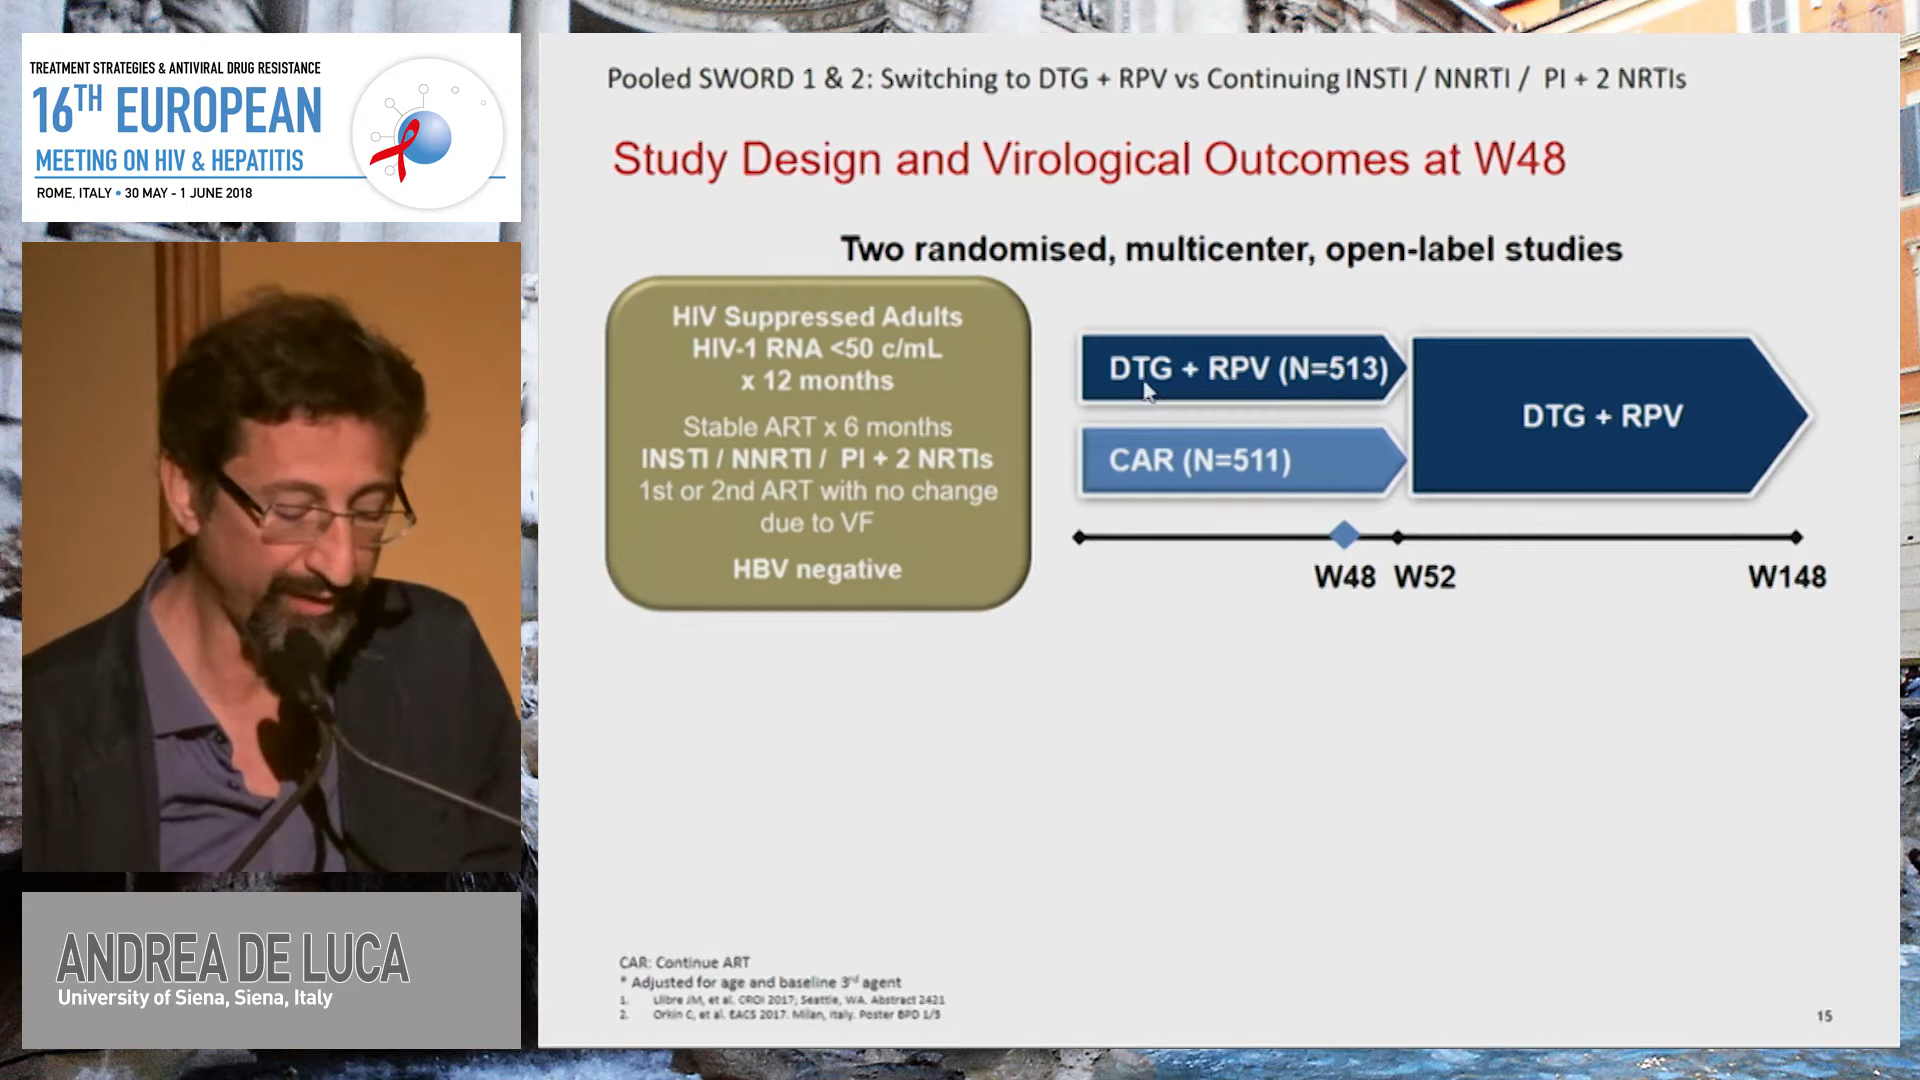 TREATMENT STRATEGIES & ANTIVIRAL DRUG RESISTANCE
16TH EUROPEAN
MEETING ON HIV & HEPATITIS
ROME, ITALY • 30 MAY - 1 JUNE 2018
ANDREA DE LUCA
University of Siena, Siena, Italy
Pooled SWORD 1 & 2: Switching to DTG + RPV vs Continuing INSTI / NNRTI / PI + 2 NRTIs
Study Design and Virological Outcomes at W48
Two randomised, multicenter, open-label studies
HIV Suppressed Adults
HIV-1 RNA <50 c/mL
x 12 months
Stable ART x 6 months
INSTI / NNRTI / PI + 2 NRTIs
1st or 2nd ART with no change
due to VF
HBV negative
DTG + RPV (N=513)
CAR (N=511)
DTG + RPV
W48 W52 W148
CAR: Continue ART
* Adjusted for age and baseline 3rd agent
1. Llibre JM, et al. CROI 2017; Seattle, WA. Abstract 2421
2. Orkin C, et al. EACS 2017. Milan, Italy. Poster BPD 1/5
15